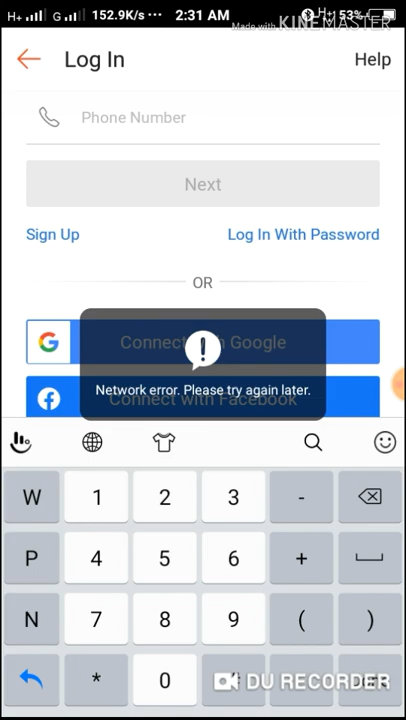 H+ G 152.9K/s ··· 2:31 AM H+ 53%
Made with KINEMASTER
Log In Help
Phone Number
Next
Sign Up Log In With Password
OR
Connect with Google
Network error. Please try again later.
Connect with Facebook
W 1 2 3 -
P 4 5 6 +
N 7 8 9 ( )
* 0
DU RECORDER